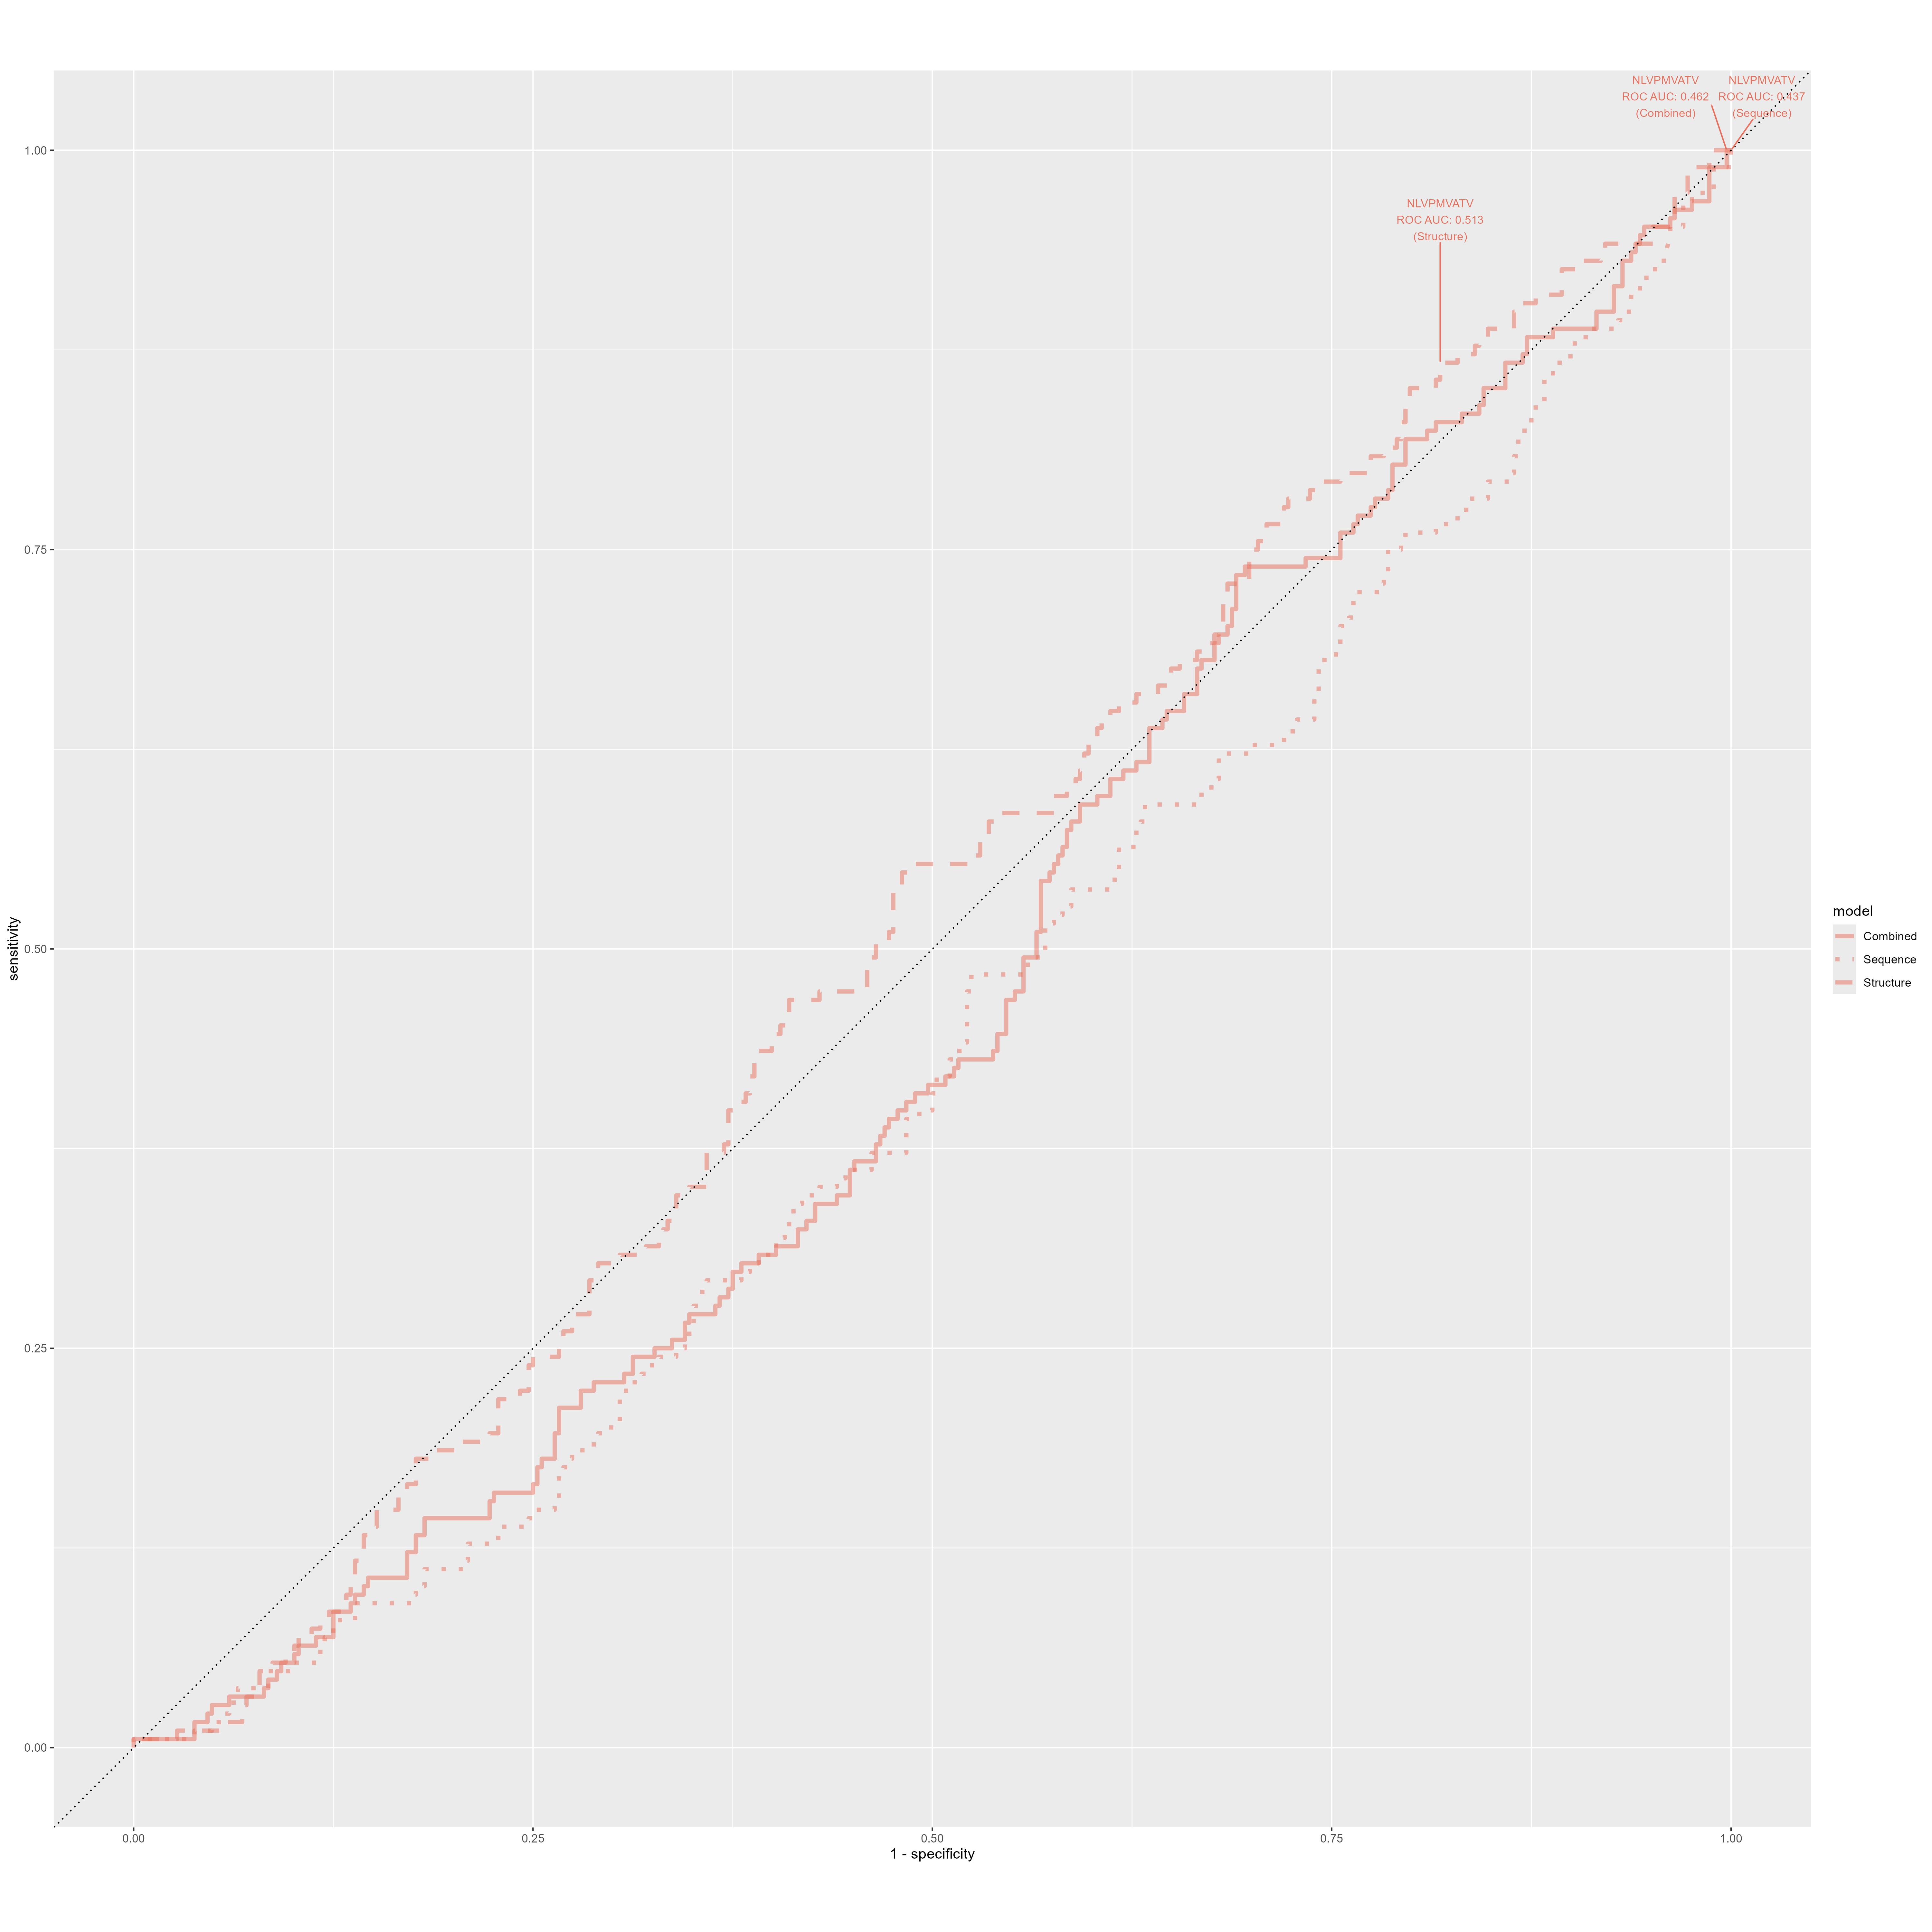 NLVPMVATV
ROC AUC: 0.462
(Combined)
NLVPMVATV
ROC AUC: 0.437
(Sequence)
NLVPMVATV
ROC AUC: 0.513
(Structure)
1.00
0.75
0.50
0.25
0.00
sensitivity
0.00
0.25
0.50
0.75
1.00
1 - specificity
model
Combined
Sequence
Structure